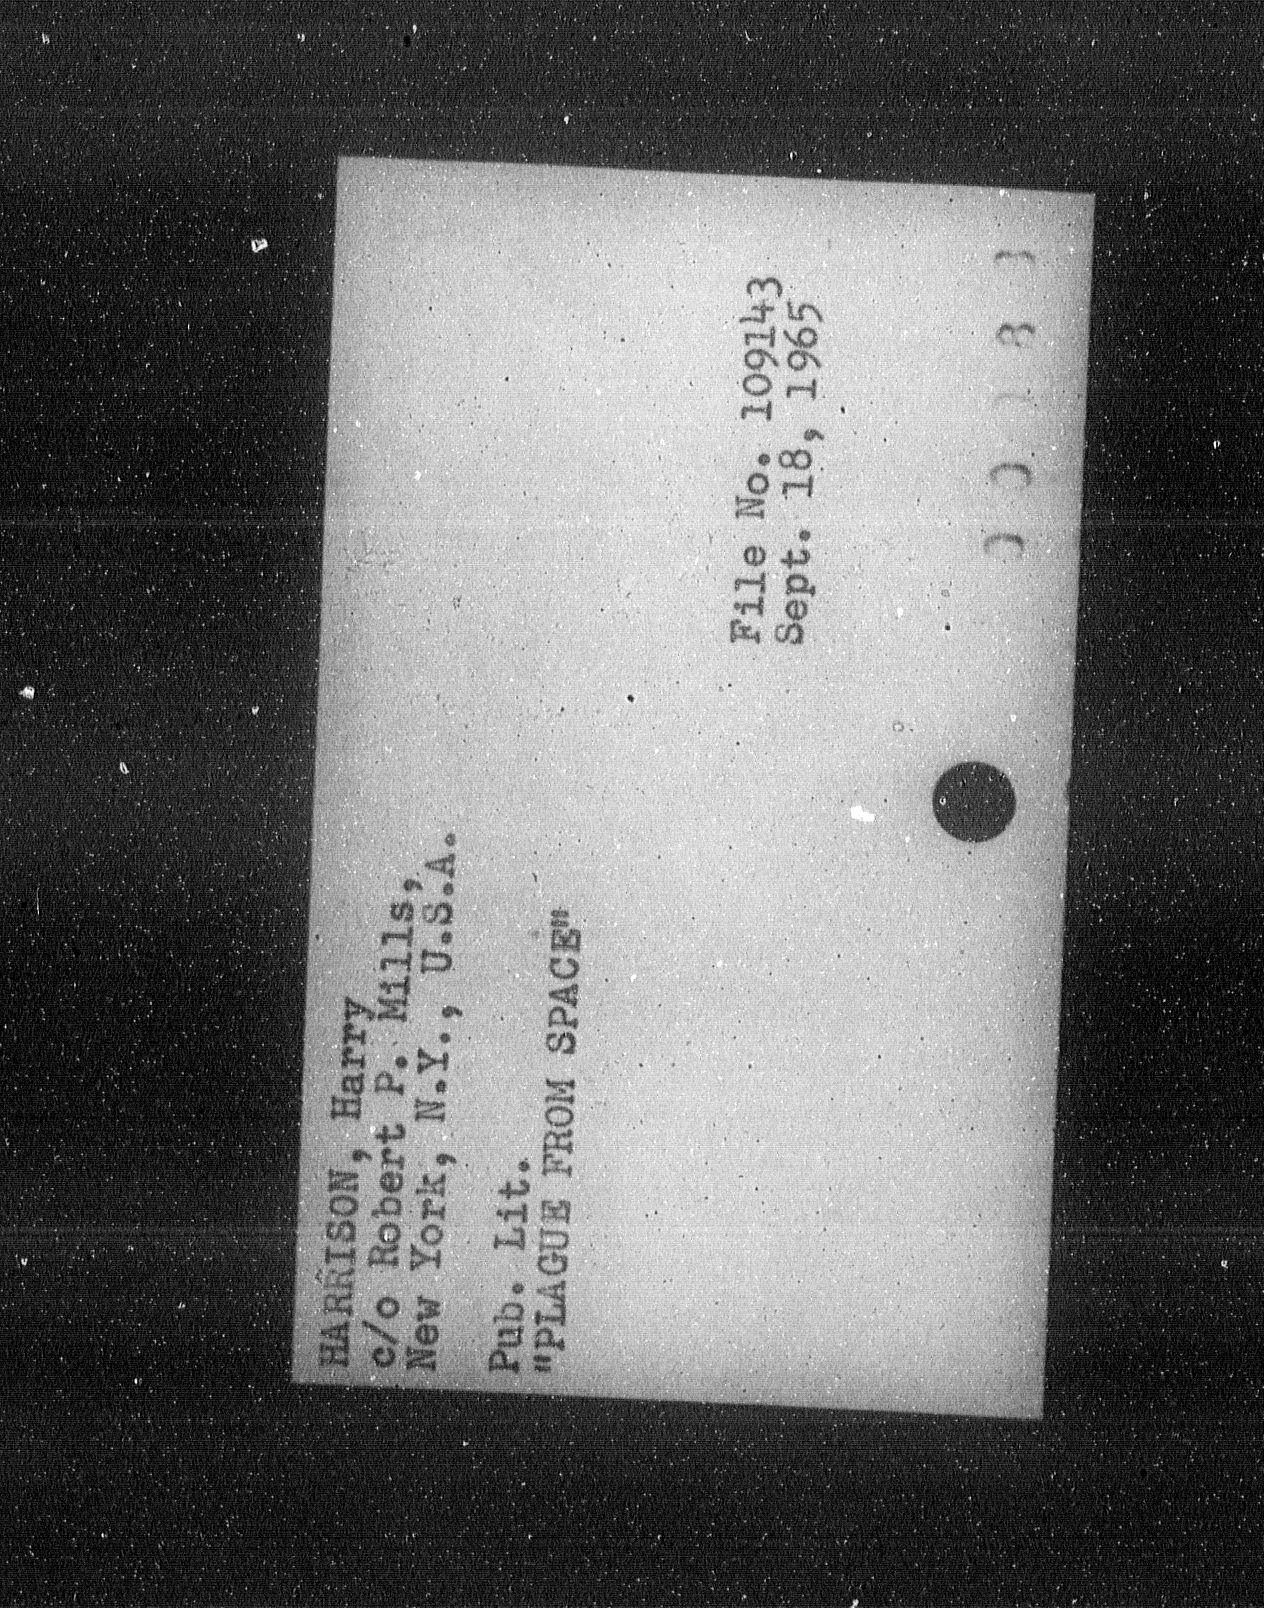 HARRISON, Harry
c/o Robert P. Mills,
New York, N.Y., U.S.A.
Pub. Lit.
"PLAGUE FROM SPACE"
File No. 109143
Sept. 18, 1965